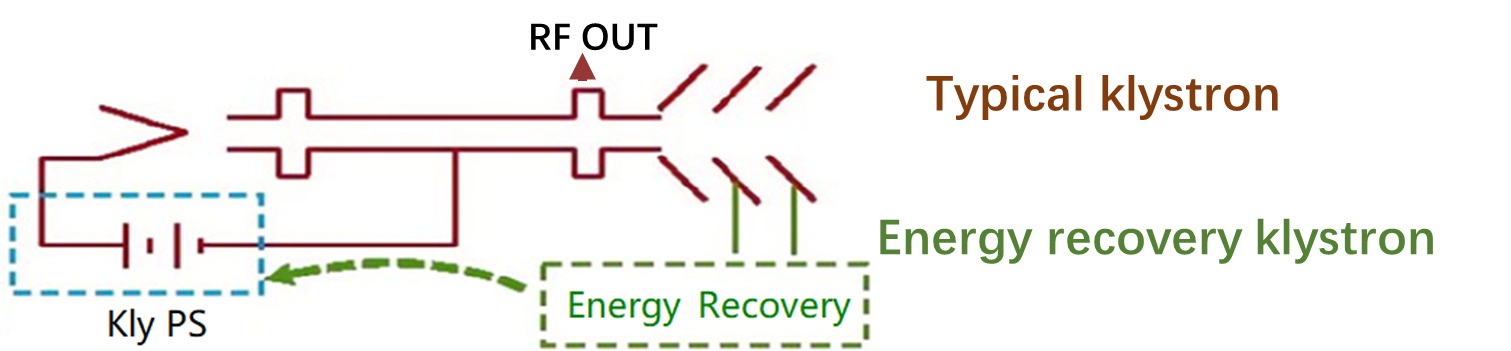 RF OUT
Typical klystron
Energy recovery klystron
Energy Recovery
Kly PS